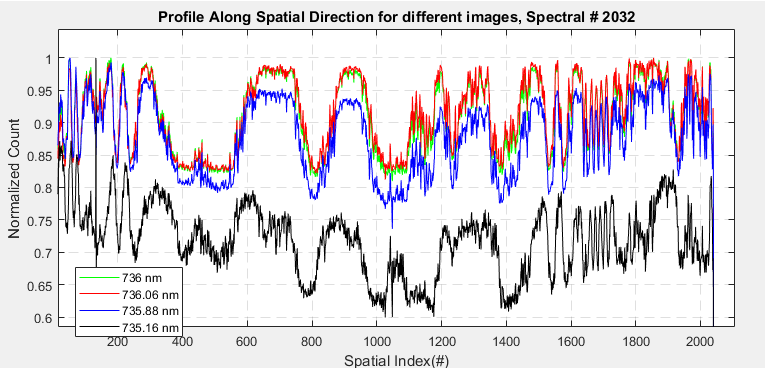 Profile Along Spatial Direction for different images, Spectral # 2032
Normalized Count
1
0.95
0.9
0.85
0.8
0.75
0.7
0.65
0.6
736 nm
736.06 nm
735.88 nm
735.16 nm
200 400 600 800 1000 1200 1400 1600 1800 2000
Spatial Index(#)